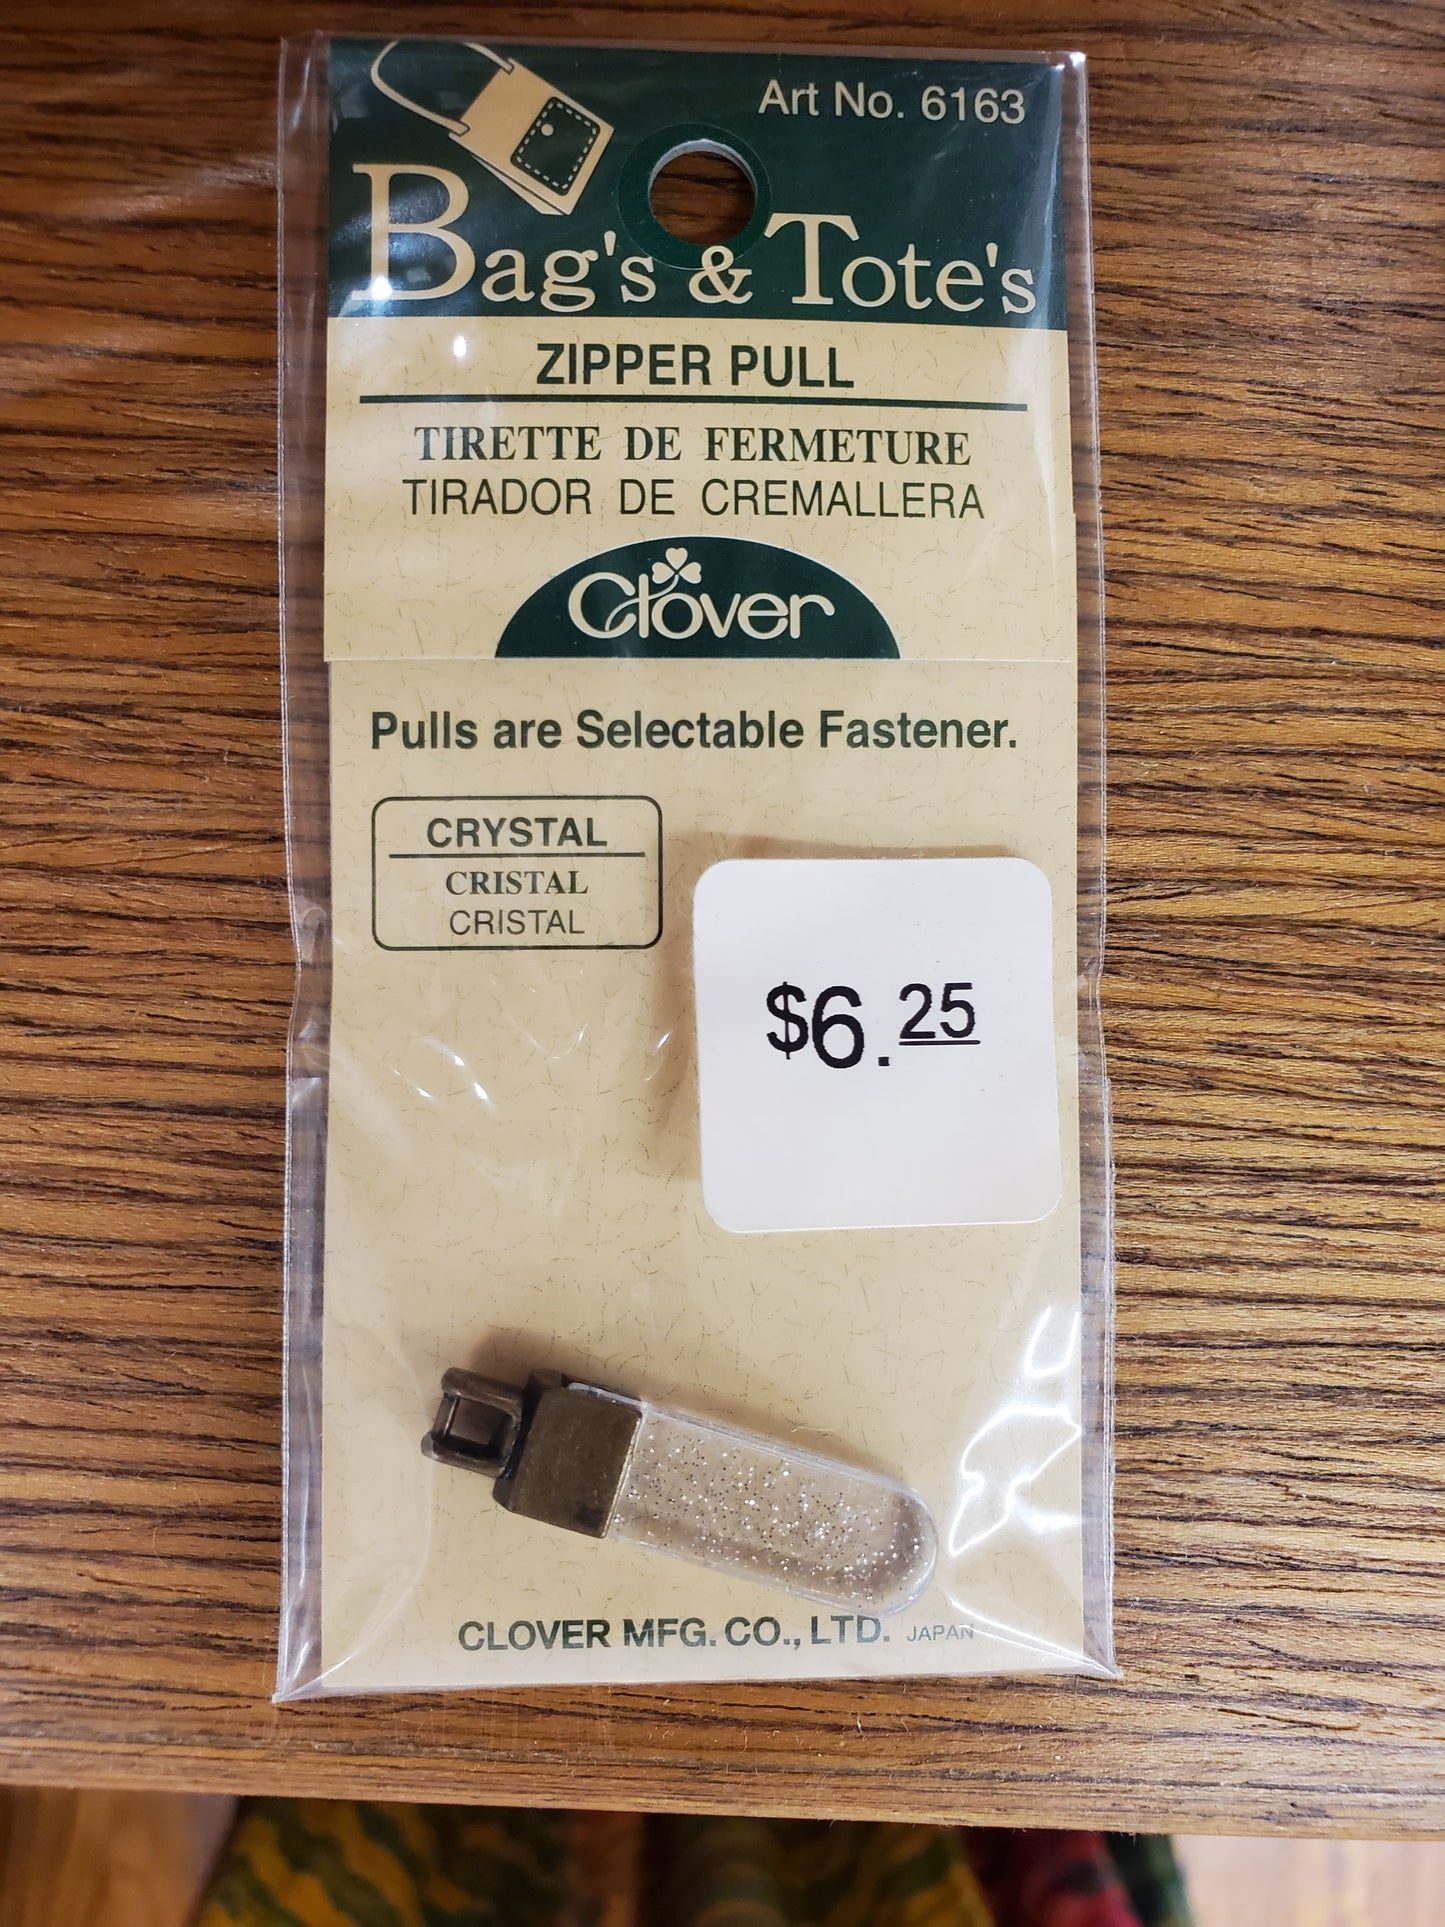 Art No. 6163
Bag's & Tote's
ZIPPER PULL
TIRETTE DE FERMETURE
TIRADOR DE CREMALLERA
Clover
Pulls are Selectable Fastener.
CRYSTAL
CRISTAL
CRISTAL
$6.25
CLOVER MFG. CO., LTD. JAPAN